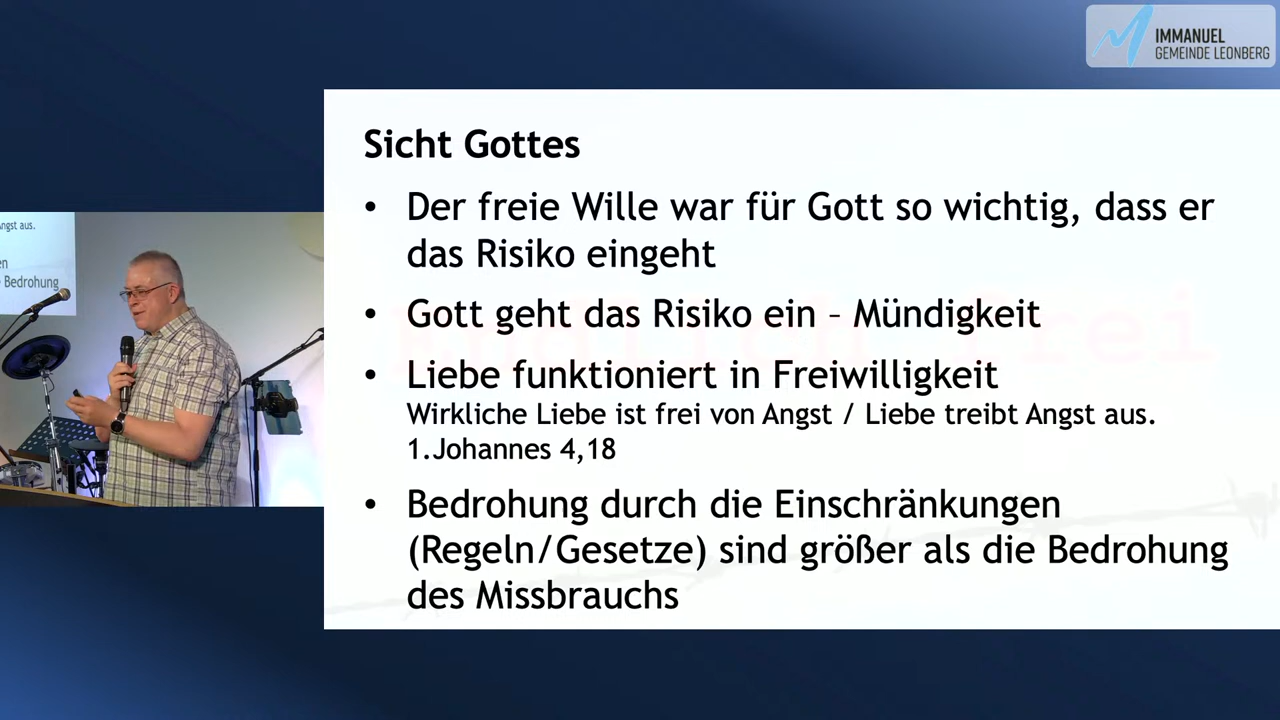 IMMANUEL
GEMEINDE LEONBERG
Sicht Gottes
• Der freie Wille war für Gott so wichtig, dass er
das Risiko eingeht
• Gott geht das Risiko ein – Mündigkeit
• Liebe funktioniert in Freiwilligkeit
Wirkliche Liebe ist frei von Angst / Liebe treibt Angst aus.
1.Johannes 4,18
• Bedrohung durch die Einschränkungen
(Regeln/Gesetze) sind größer als die Bedrohung
des Missbrauchs
Angst aus.
en
Bedrohung
frei